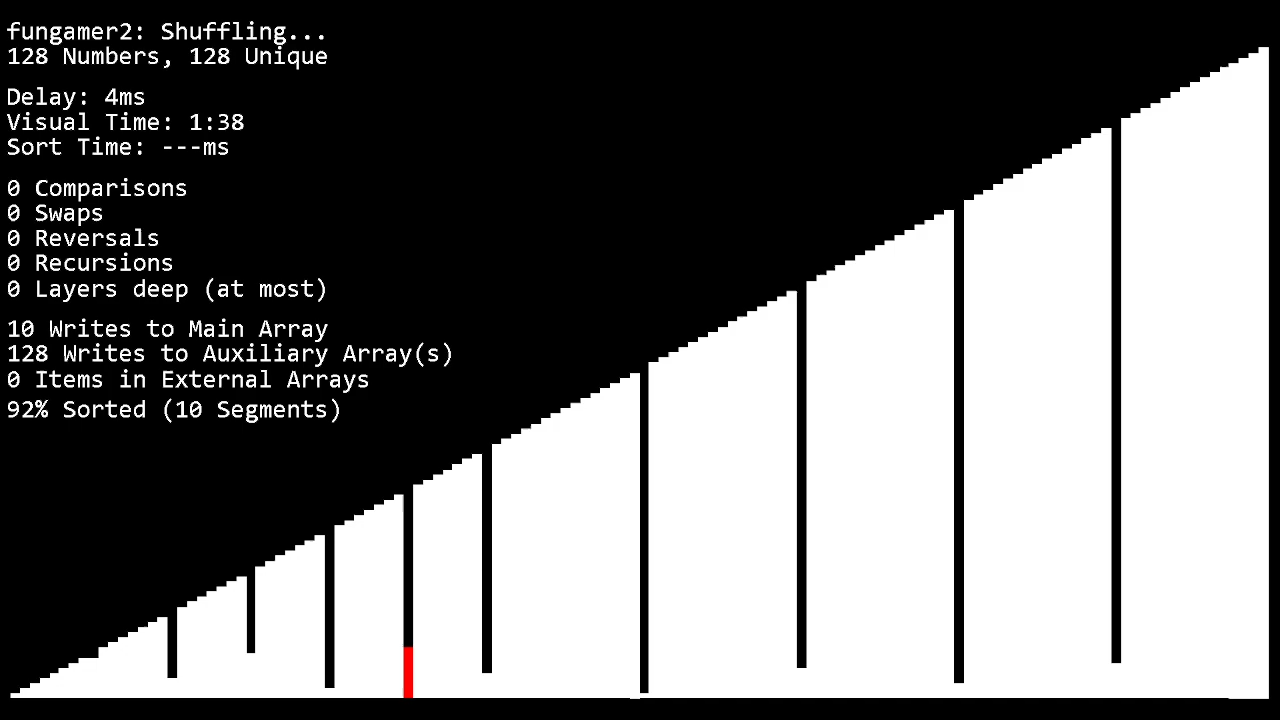 fungamer2: Shuffling...
128 Numbers, 128 Unique
Delay: 4ms
Visual Time: 1:38
Sort Time: ---ms
0 Comparisons
0 Swaps
0 Reversals
0 Recursions
0 Layers deep (at most)
10 Writes to Main Array
128 Writes to Auxiliary Array(s)
0 Items in External Arrays
92% Sorted (10 Segments)